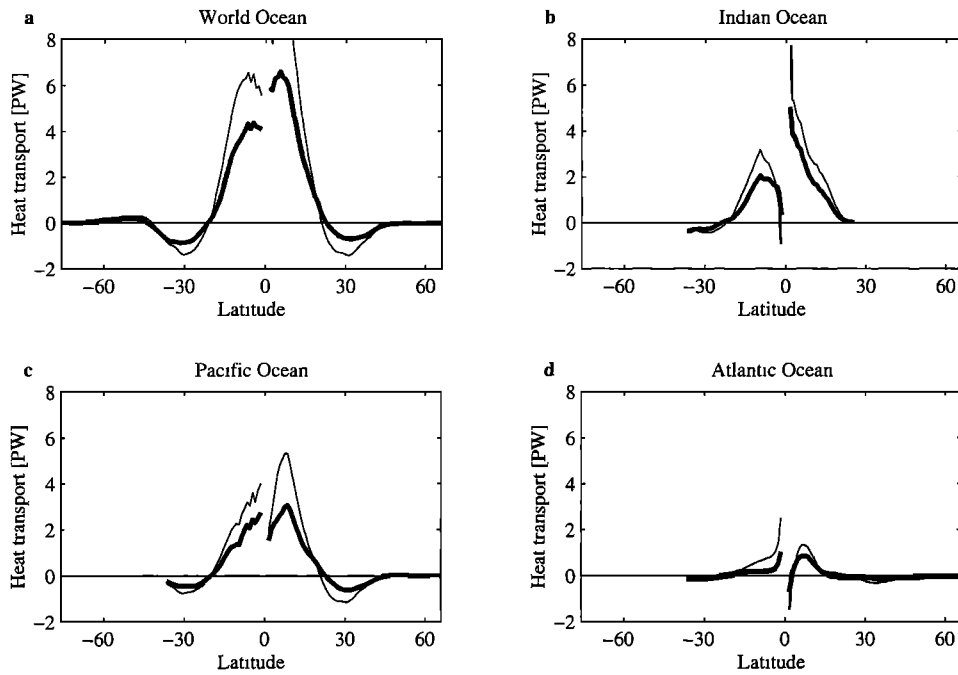 a World Ocean
Heat transport [PW]
8
6
4
2
0
−2
−60 −30 0 30 60
Latitude
b Indian Ocean
Heat transport [PW]
8
6
4
2
0
−2
−60 −30 0 30 60
Latitude
c Pacific Ocean
Heat transport [PW]
8
6
4
2
0
−2
−60 −30 0 30 60
Latitude
d Atlantic Ocean
Heat transport [PW]
8
6
4
2
0
−2
−60 −30 0 30 60
Latitude